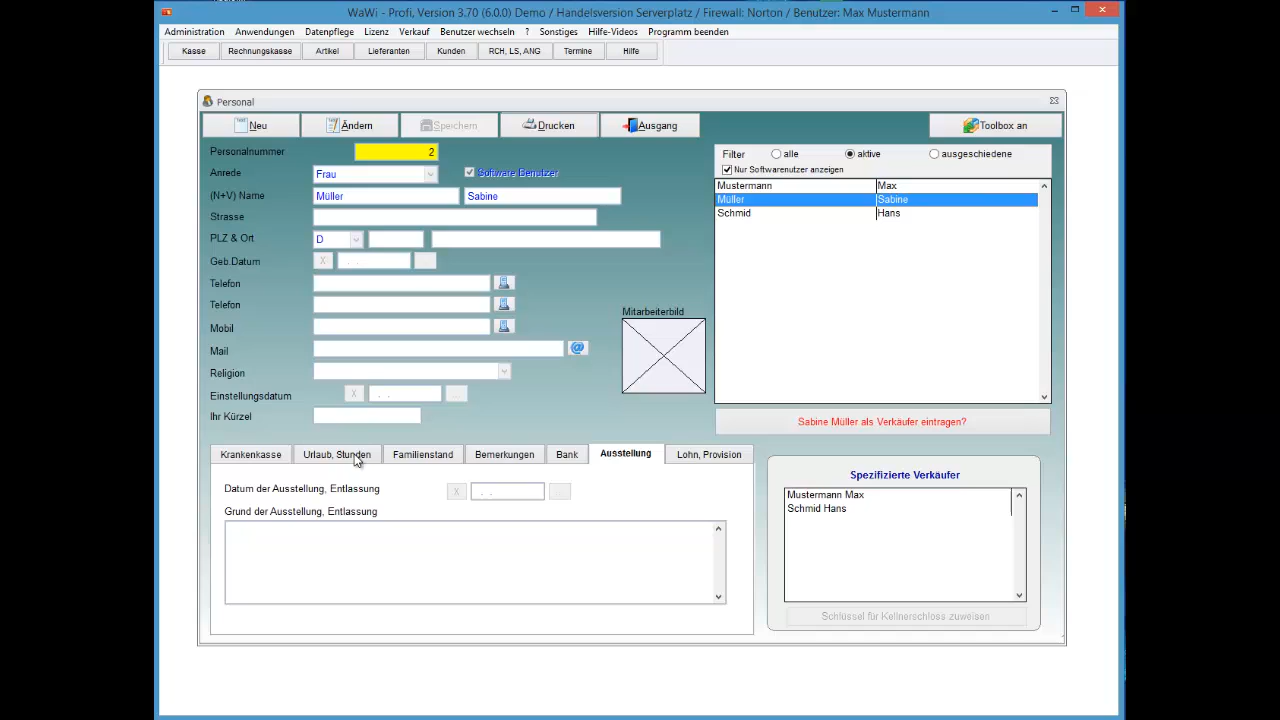 WaWi - Profi, Version 3.70 (6.0.0) Demo / Handelsversion Serverplatz / Firewall: Norton / Benutzer: Max Mustermann
Administration Anwendungen Datenpflege Lizenz Verkauf Benutzer wechseln ? Sonstiges Hilfe-Videos Programm beenden
Kasse Rechnungskasse Artikel Lieferanten Kunden RCH, LS, ANG Termine Hilfe
Personal
Neu Ändern Speichern Drucken Ausgang Toolbox an
Personalnummer 2
Filter alle aktive ausgeschiedene
Nur Softwarenutzer anzeigen
Anrede Frau Software Benutzer
Mustermann Max
Müller Sabine
Schmid Hans
(N+V) Name Müller Sabine
Strasse
PLZ & Ort D
Geb.Datum X . .
Telefon
Telefon
Mobil
Mitarbeiterbild
Mail @
Religion
Einstellungsdatum X . . ...
Ihr Kürzel
Sabine Müller als Verkäufer eintragen?
Krankenkasse Urlaub, Stunden Familienstand Bemerkungen Bank Ausstellung Lohn, Provision
Datum der Ausstellung, Entlassung X . . ...
Grund der Ausstellung, Entlassung
Spezifizierte Verkäufer
Mustermann Max
Schmid Hans
Schlüssel für Kellnerschloss zuweisen